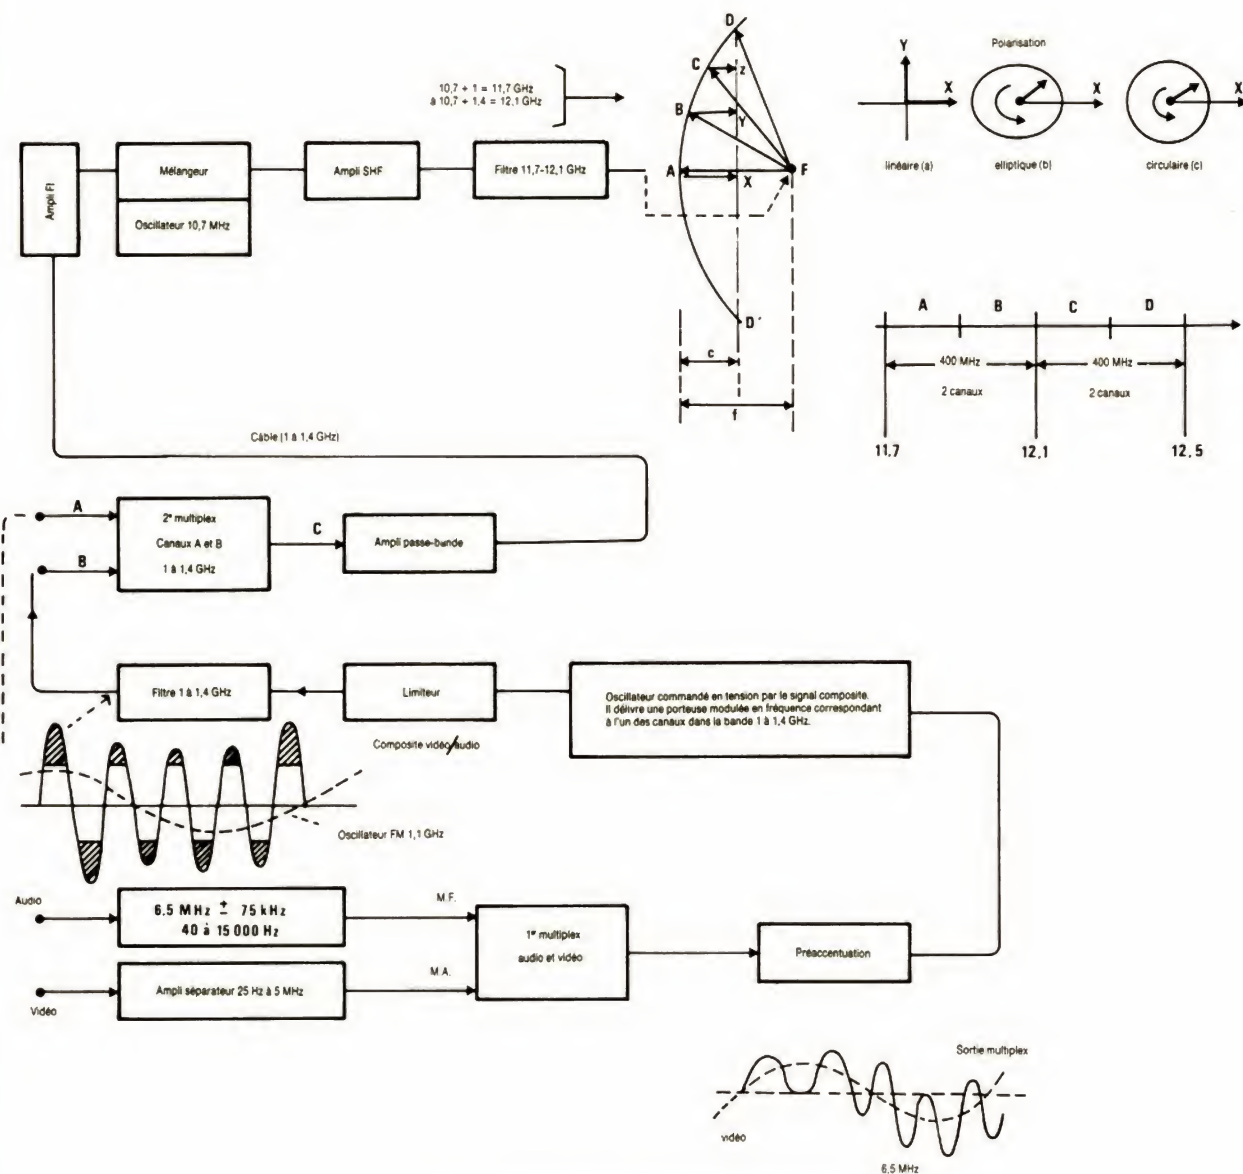 10,7 + 1 = 11,7 GHz
à 10,7 + 1,4 = 12,1 GHz
D
C
z
B
Y
A
X
F
D´
c
f
Polarisation
Y
X
X
X
linéaire (a)
elliptique (b)
circulaire (c)
Ampli FI
Mélangeur
Oscillateur 10,7 MHz
Ampli SHF
Filtre 11,7-12,1 GHz
A
B
C
D
400 MHz
400 MHz
2 canaux
2 canaux
11,7
12,1
12,5
Câble (1 à 1,4 GHz)
A
B
2e multiplex
Canaux A et B
1 à 1,4 GHz
C
Ampli passe-bande
Filtre 1 à 1,4 GHz
Limiteur
Oscillateur commandé en tension par le signal composite.
Il délivre une porteuse modulée en fréquence correspondant
à l'un des canaux dans la bande 1 à 1,4 GHz.
Composite vidéo/audio
Oscillateur FM 1,1 GHz
Audio
6.5 MHz ± 75 kHz
40 à 15 000 Hz
M.F.
Vidéo
Ampli séparateur 25 Hz à 5 MHz
M.A.
1er multiplex
audio et vidéo
Préaccentuation
Sortie multiplex
vidéo
6,5 MHz